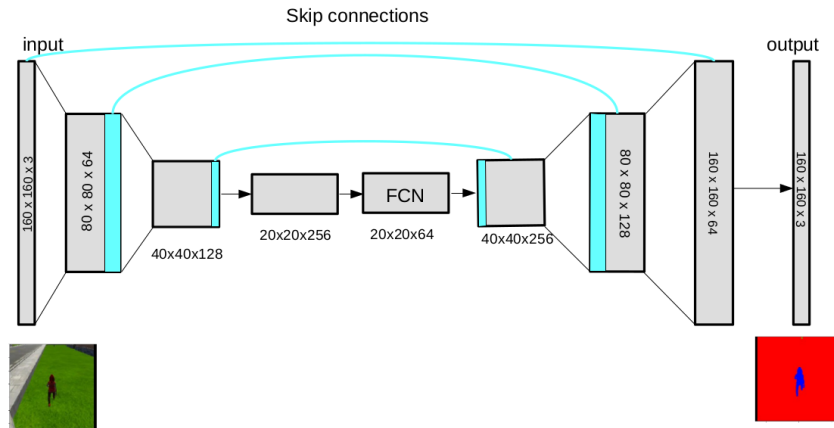 Skip connections
input
output
160 x 160 x 3
80 x 80 x 64
40x40x128
20x20x256
FCN
20x20x64
40x40x256
80 x 80 x 128
160 x 160 x 64
160 x 160 x 3